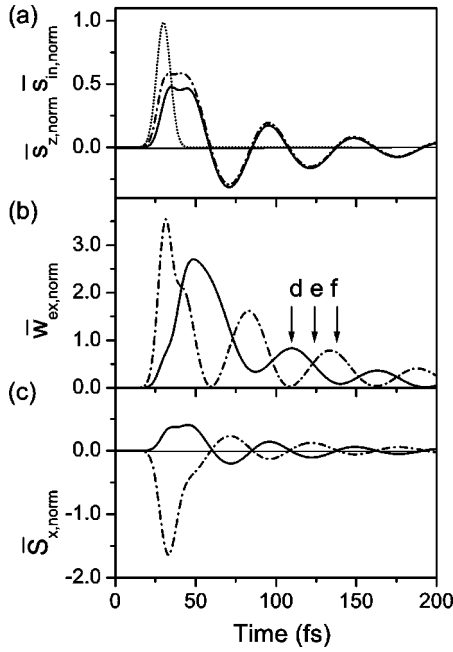 (a)
1.0
0.5
0.0
s̄z,norm s̄in,norm
(b)
3.0
2.0
1.0
0.0
w̄ex,norm
d e f
(c)
0.0
-1.0
-2.0
S̄x,norm
0 50 100 150 200
Time (fs)